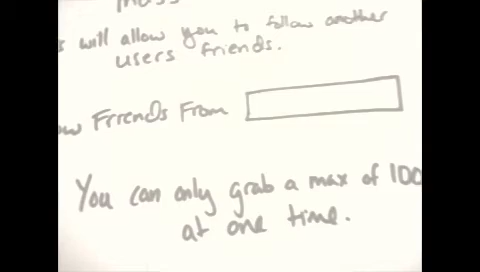 will allow you to follow another
users friends.
Friends From
You can only grab a max of 100
at one time.